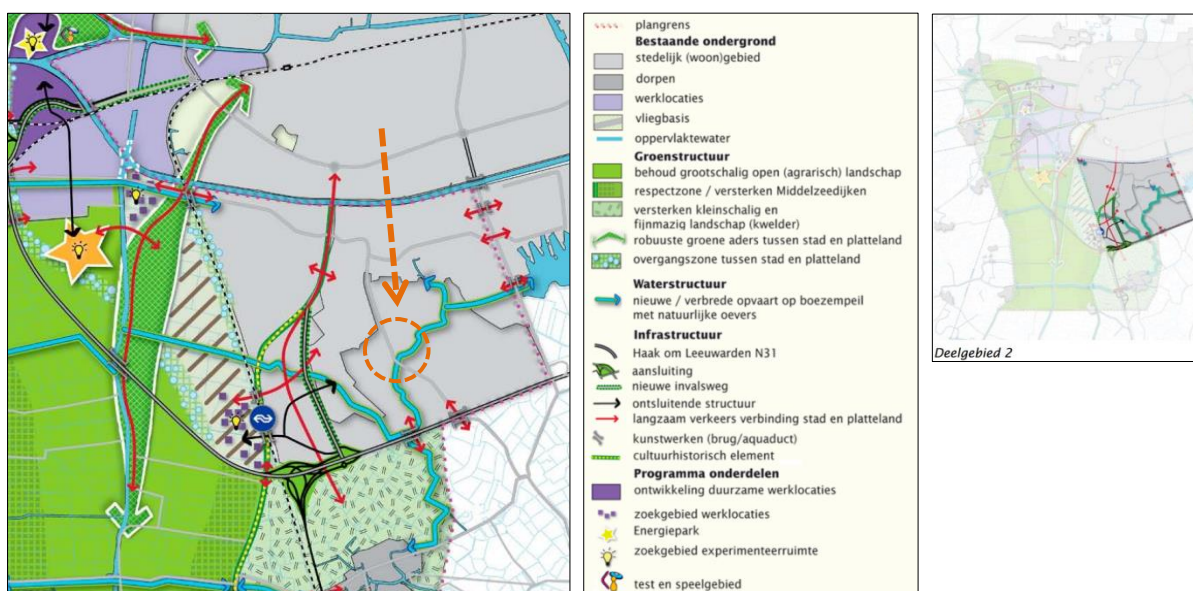 plangrens
Bestaande ondergrond
stedelijk (woon)gebied
dorpen
werklocaties
vliegbasis
oppervlaktewater
Groenstructuur
behoud grootschalig open (agrarisch) landschap
respectzone / versterken Middelzeedijken
versterken kleinschalig en
fijnmazig landschap (kwelder)
robuuste groene aders tussen stad en platteland
overgangszone tussen stad en platteland
Waterstructuur
nieuwe / verbrede opvaart op boezempeil
met natuurlijke oevers
Infrastructuur
Haak om Leeuwarden N31
aansluiting
nieuwe invalsweg
ontsluitende structuur
langzaam verkeers verbinding stad en platteland
kunstwerken (brug/aquaduct)
cultuurhistorisch element
Programma onderdelen
ontwikkeling duurzame werklocaties
zoekgebied werklocaties
Energiepark
zoekgebied experimenteerruimte
test en speelgebied
Deelgebied 2